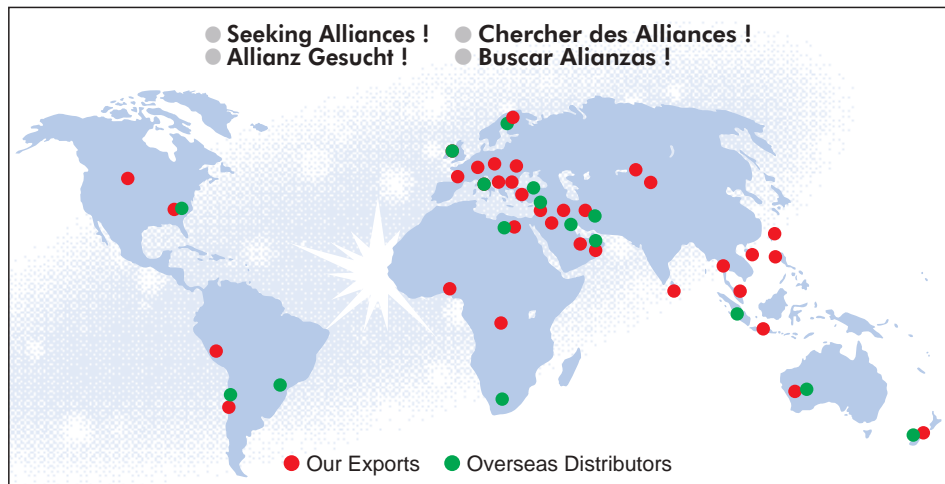 Seeking Alliances !
Chercher des Alliances !
Allianz Gesucht !
Buscar Alianzas !
Our Exports
Overseas Distributors